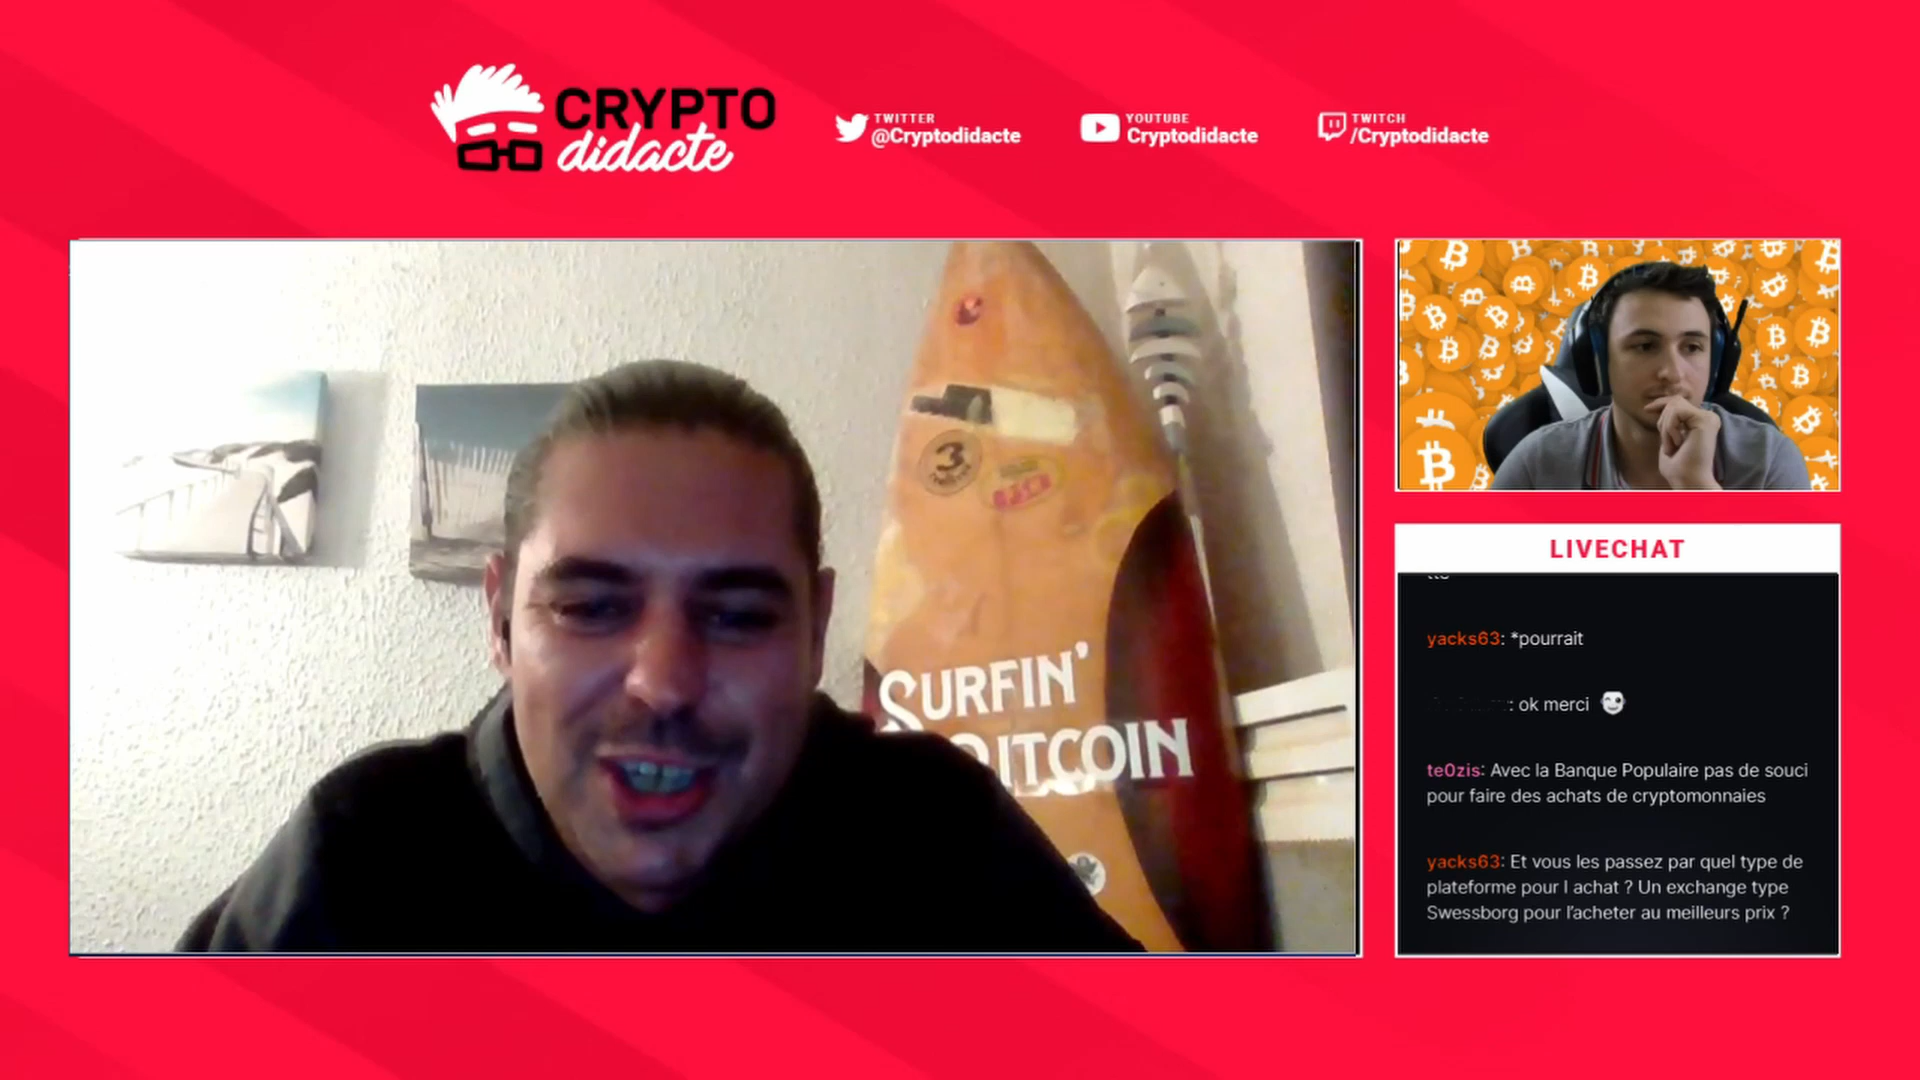 CRYPTO
didacte
TWITTER
@Cryptodidacte
YOUTUBE
Cryptodidacte
TWITCH
/Cryptodidacte
3
SURFIN'
BITCOIN
LIVECHAT
yacks63: *pourrait
: ok merci
te0zis: Avec la Banque Populaire pas de souci
pour faire des achats de cryptomonnaies
yacks63: Et vous les passez par quel type de
plateforme pour l achat ? Un exchange type
Swessborg pour l'acheter au meilleurs prix ?